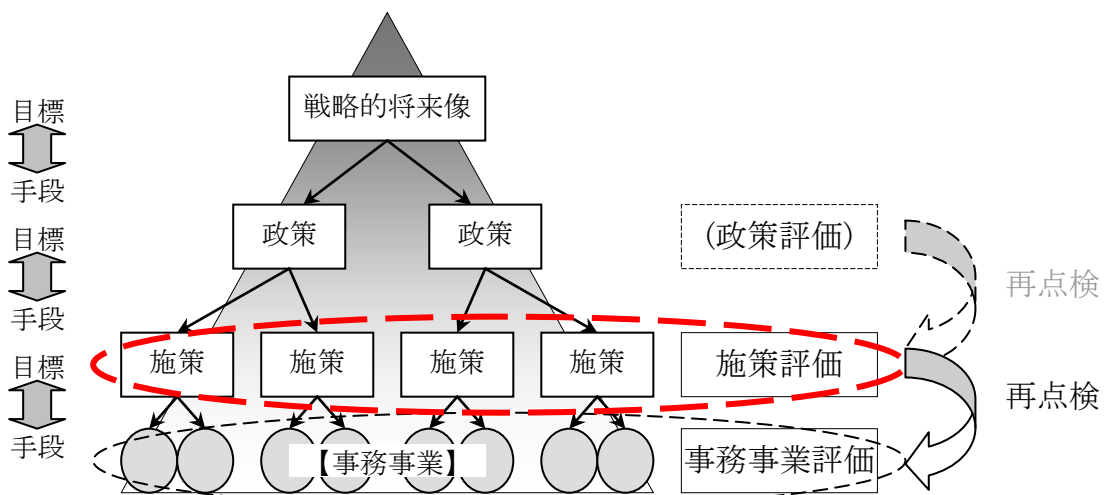 戦略的将来像
目標
手段
政策
政策
(政策評価)
目標
手段
再点検
施策
施策
施策
施策
施策評価
目標
手段
再点検
【事務事業】
事務事業評価